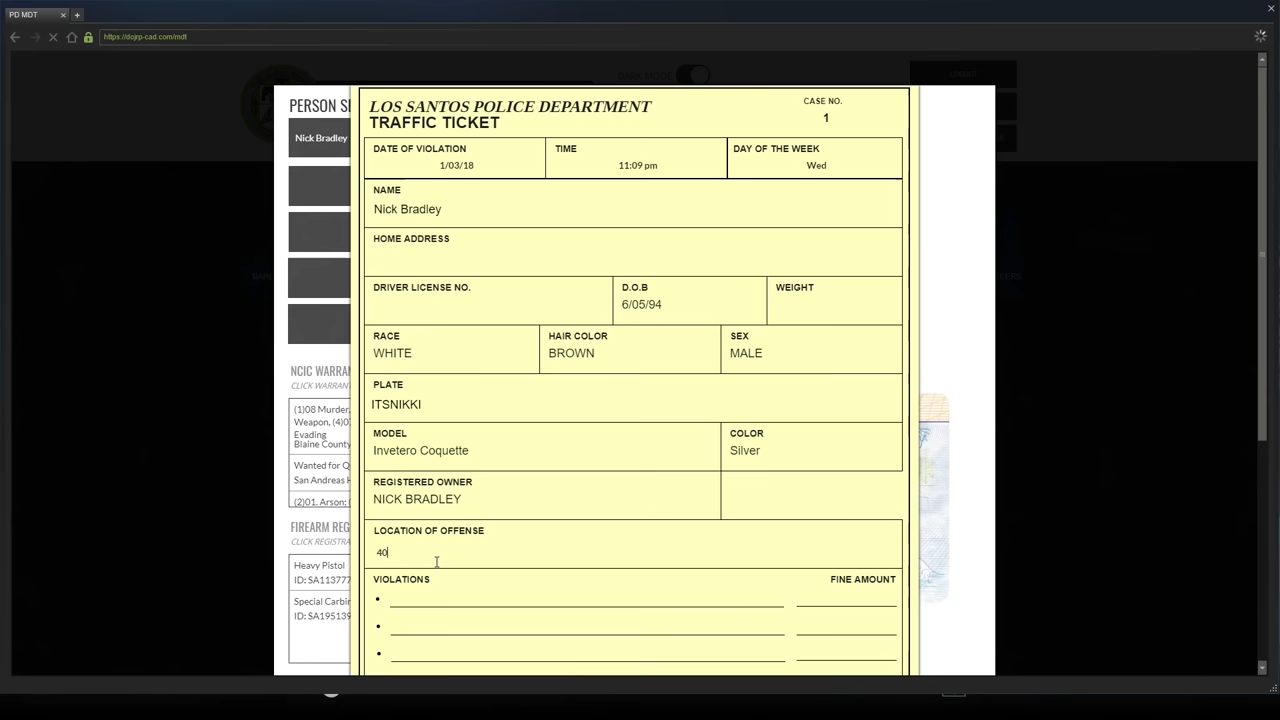 PD MDT
https://dojrp-cad.com/mdt
DARK MODE
PERSON S
Nick Bradley
NCIC WARRAN
CLICK WARRANT
(1)08 Murder,
Weapon, (4)0
Evading
Blaine County
Wanted for Q
San Andreas H
(2)01. Arson; (
FIREARM REG
CLICK REGISTRA
Heavy Pistol
ID: SA113777
Special Carbin
ID: SA195139
LOS SANTOS POLICE DEPARTMENT
TRAFFIC TICKET
CASE NO.
1
DATE OF VIOLATION
1/03/18
TIME
11:09 pm
DAY OF THE WEEK
Wed
NAME
Nick Bradley
HOME ADDRESS
DRIVER LICENSE NO.
D.O.B
6/05/94
WEIGHT
RACE
WHITE
HAIR COLOR
BROWN
SEX
MALE
PLATE
ITSNIKKI
MODEL
Invetero Coquette
COLOR
Silver
REGISTERED OWNER
NICK BRADLEY
LOCATION OF OFFENSE
40
VIOLATIONS
FINE AMOUNT